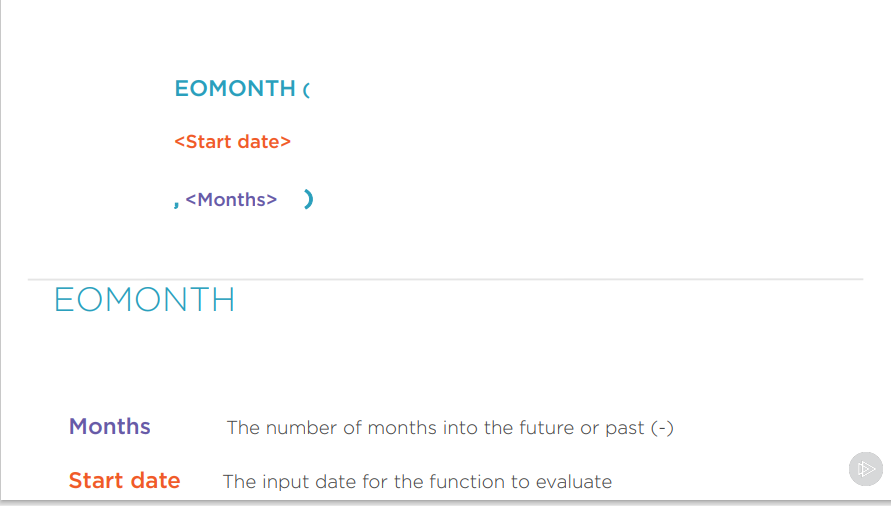 EOMONTH (
<Start date>
, <Months> )
EOMONTH
Months The number of months into the future or past (-)
Start date The input date for the function to evaluate